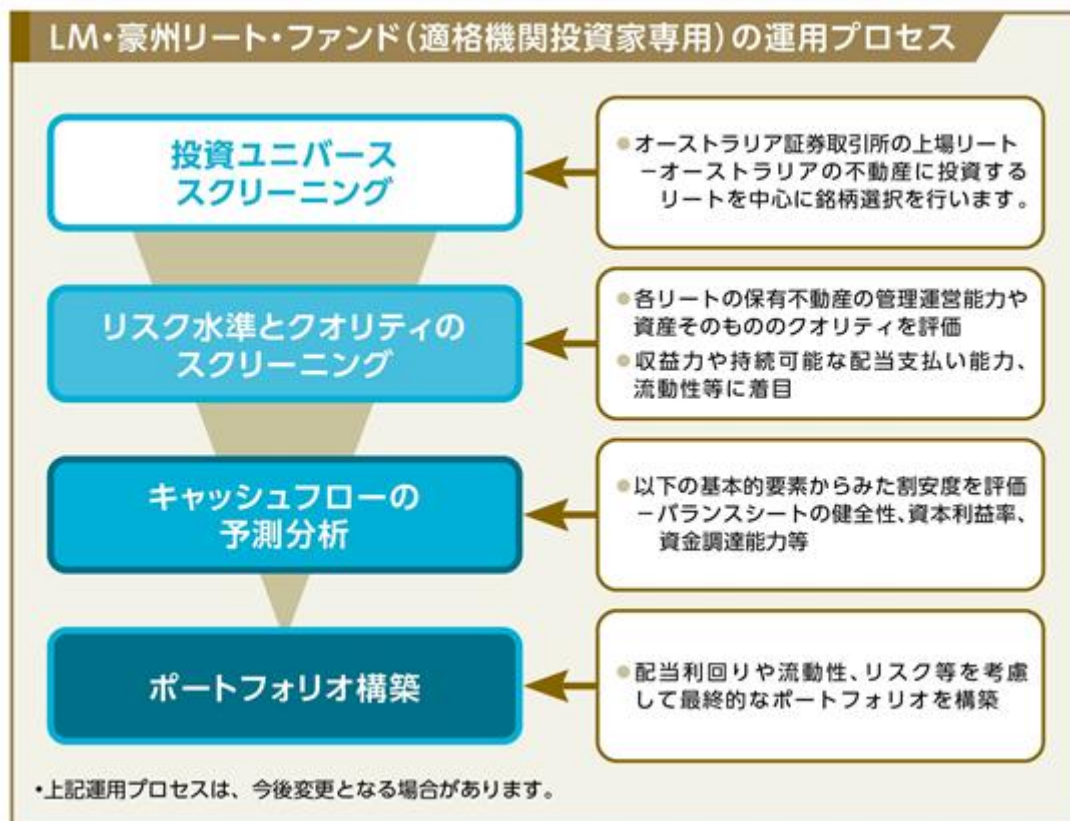 LM・豪州リート・ファンド（適格機関投資家専用）の運用プロセス
投資ユニバース
スクリーニング
●オーストラリア証券取引所の上場リート
－オーストラリアの不動産に投資する
リートを中心に銘柄選択を行います。
リスク水準とクオリティの
スクリーニング
●各リートの保有不動産の管理運営能力や
資産そのもののクオリティを評価
●収益力や持続可能な配当支払い能力、
流動性等に着目
キャッシュフローの
予測分析
●以下の基本的要素からみた割安度を評価
－バランスシートの健全性、資本利益率、
資金調達能力等
ポートフォリオ構築
●配当利回りや流動性、リスク等を考慮
して最終的なポートフォリオを構築
・上記運用プロセスは、今後変更となる場合があります。